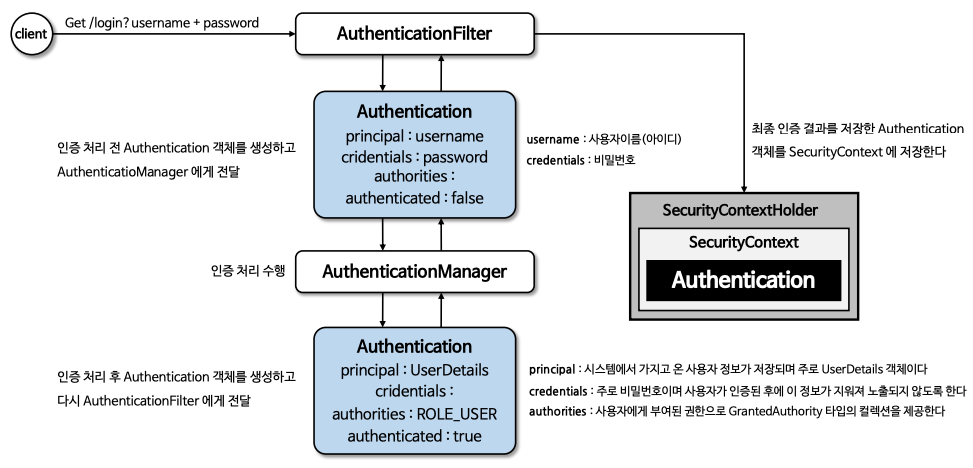 client
Get /login? username + password
AuthenticationFilter
Authentication
principal : username
cridentials : password
authorities :
authenticated : false
인증 처리 전 Authentication 객체를 생성하고
AuthenticatioManager 에게 전달
username : 사용자이름(아이디)
credentials : 비밀번호
최종 인증 결과를 저장한 Authentication
객체를 SecurityContext 에 저장한다
SecurityContextHolder
SecurityContext
Authentication
인증 처리 수행
AuthenticationManager
Authentication
principal : UserDetails
cridentials :
authorities : ROLE_USER
authenticated : true
인증 처리 후 Authentication 객체를 생성하고
다시 AuthenticationFilter 에게 전달
principal : 시스템에서 가지고 온 사용자 정보가 저장되며 주로 UserDetails 객체이다
credentials : 주로 비밀번호이며 사용자가 인증된 후에 이 정보가 지워져 노출되지 않도록 한다
authorities : 사용자에게 부여된 권한으로 GrantedAuthority 타입의 컬렉션을 제공한다